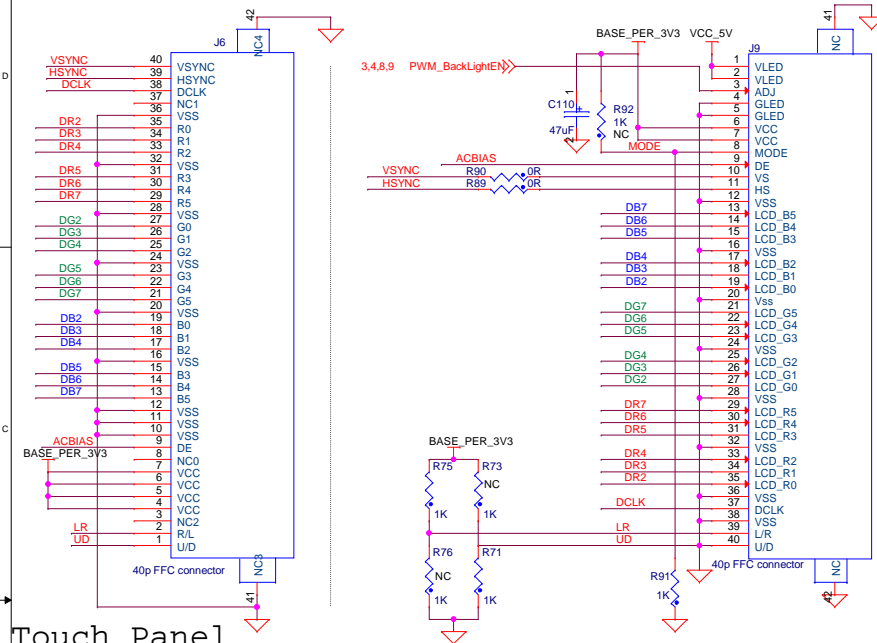 42
J6
NC4
VSYNC 40 VSYNC
HSYNC 39 HSYNC
DCLK 38 DCLK
37 NC1
36 VSS
DR2 35 R0
DR3 34 R1
DR4 33 R2
32 VSS
DR5 31 R3
DR6 30 R4
DR7 29 R5
28 VSS
DG2 27 G0
DG3 26 G1
DG4 25 G2
24 VSS
DG5 23 G3
DG6 22 G4
DG7 21 G5
20 VSS
DB2 19 B0
DB3 18 B1
DB4 17 B2
16 VSS
DB5 15 B3
DB6 14 B4
DB7 13 B5
12 VSS
11 VSS
10 VSS
ACBIAS 9 DE
BASE_PER_3V3 8 NC0
7 VCC
6 VCC
5 VCC
4 VCC
3 NC2
LR 2 R/L
UD 1 U/D
40p FFC connector
NC3
41
D
C
BASE_PER_3V3
VCC_5V
3,4,8,9 PWM_BackLightEN
C110
1
2
47uF
R92
1K
NC
MODE
ACBIAS
VSYNC R90 0R
HSYNC R89 0R
41
NC
J9
1 VLED
2 VLED
3 ADJ
4 GLED
5 GLED
6 VCC
7 VCC
8 MODE
9 DE
10 VS
11 HS
12 VSS
DB7 13 LCD_B5
DB6 14 LCD_B4
DB5 15 LCD_B3
16 VSS
DB4 17 LCD_B2
DB3 18 LCD_B1
DB2 19 LCD_B0
20 Vss
DG7 21 LCD_G5
DG6 22 LCD_G4
DG5 23 LCD_G3
24 VSS
DG4 25 LCD_G2
DG3 26 LCD_G1
DG2 27 LCD_G0
28 VSS
DR7 29 LCD_R5
DR6 30 LCD_R4
DR5 31 LCD_R3
32 VSS
DR4 33 LCD_R2
DR3 34 LCD_R1
DR2 35 LCD_R0
36 VSS
DCLK 37 DCLK
38 VSS
LR 39 L/R
UD 40 U/D
40p FFC connector
NC
42
BASE_PER_3V3
R75
1K
R73
NC
1K
R76
NC
1K
R71
1K
R91
1K
Touch Panel